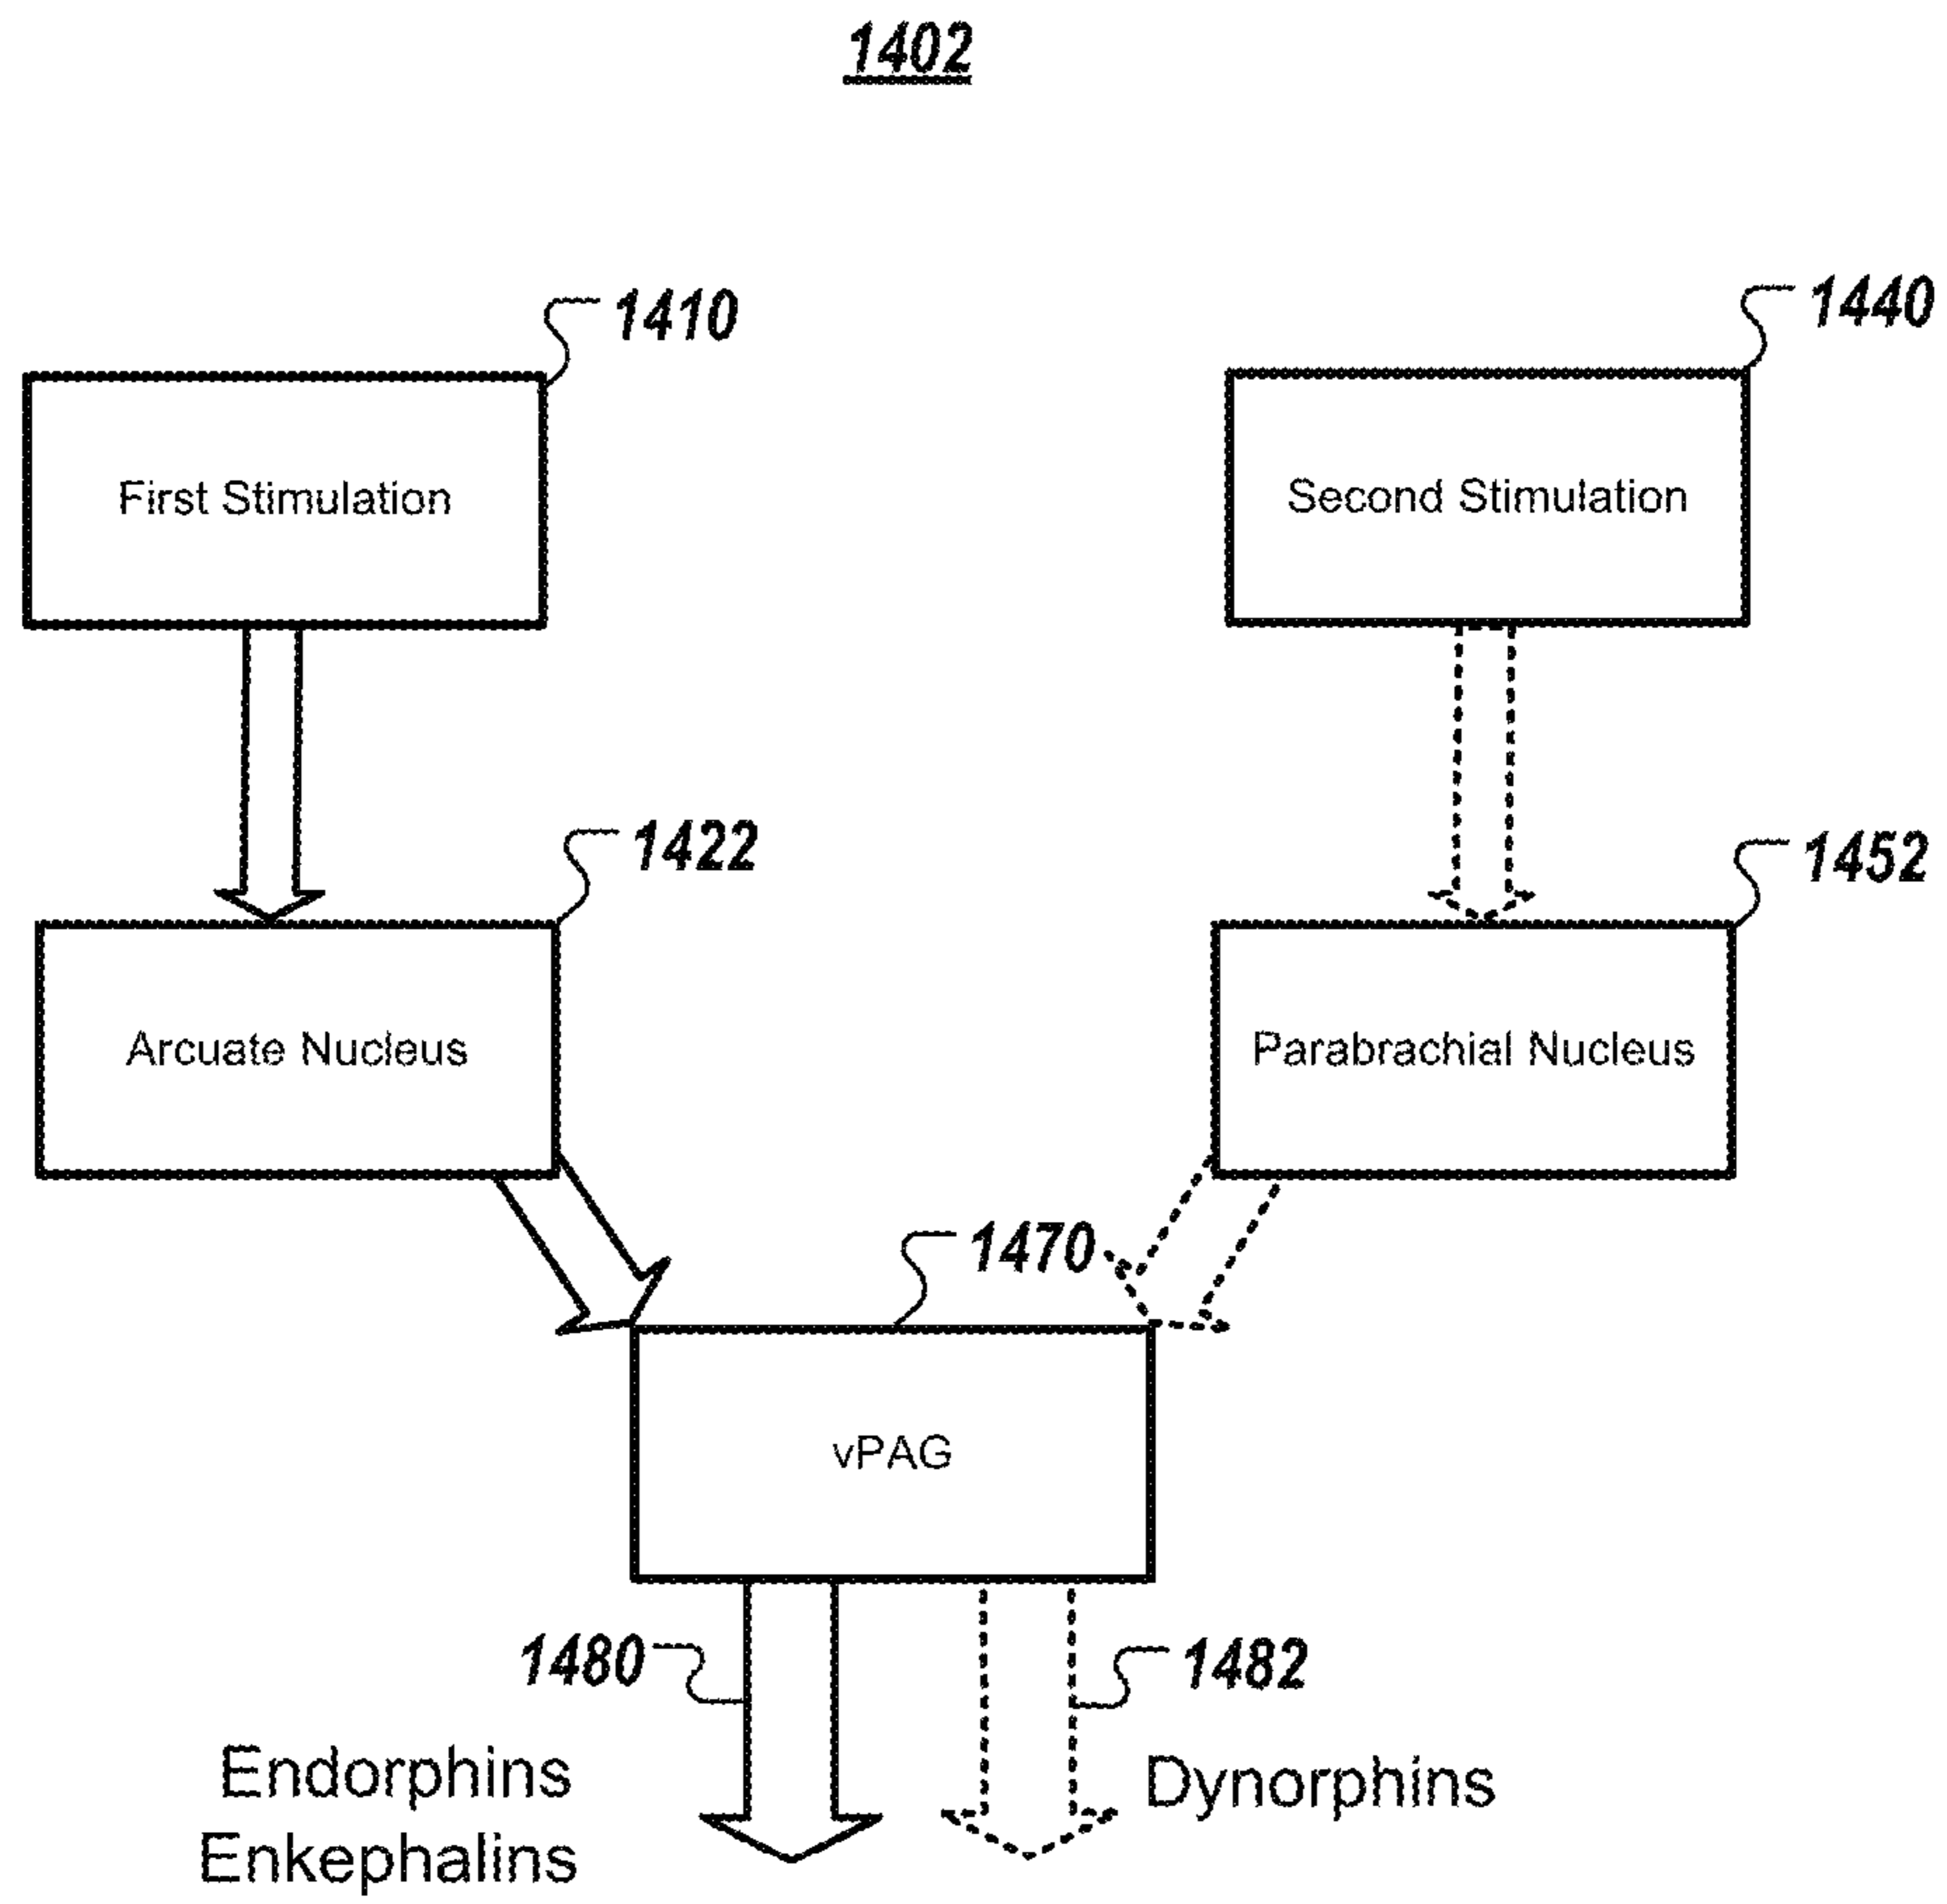 1402
1410
1440
First Stimulation
Second Stimulation
1422
1452
Arcuate Nucleus
Parabrachial Nucleus
1470
vPAG
1480
1482
Endorphins
Enkephalins
Dynorphins